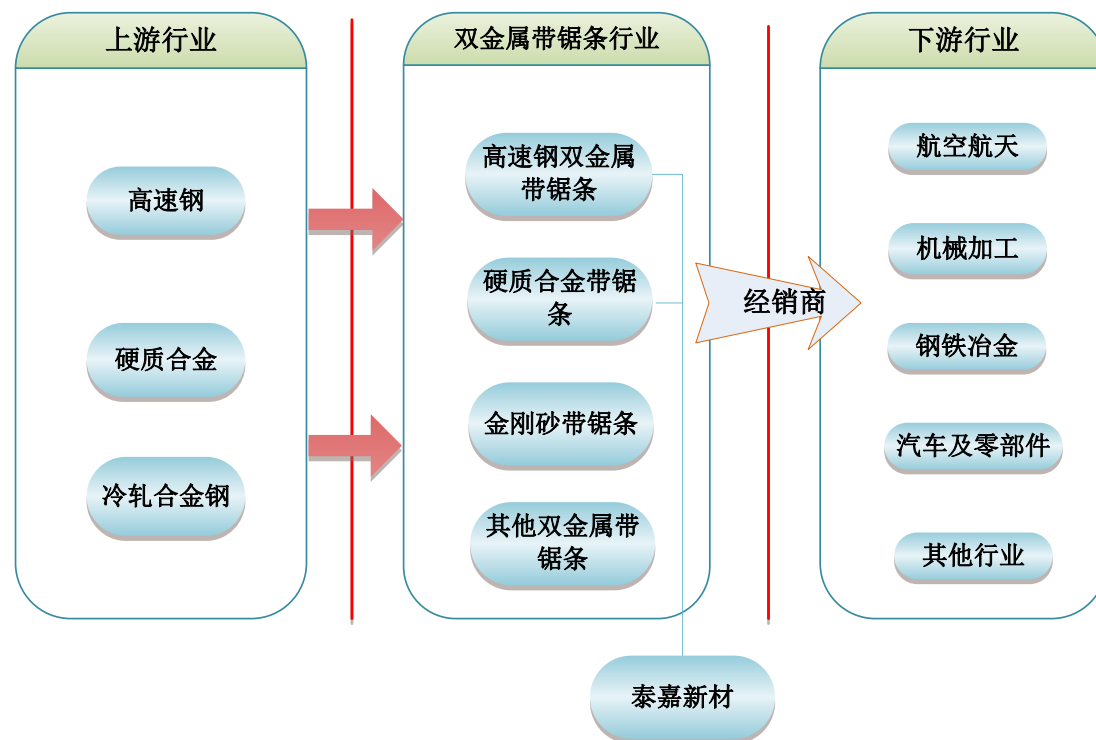 上游行业
高速钢
硬质合金
冷轧合金钢
双金属带锯条行业
高速钢双金属
带锯条
硬质合金带锯
条
金刚砂带锯条
其他双金属带
锯条
经销商
下游行业
航空航天
机械加工
钢铁冶金
汽车及零部件
其他行业
泰嘉新材